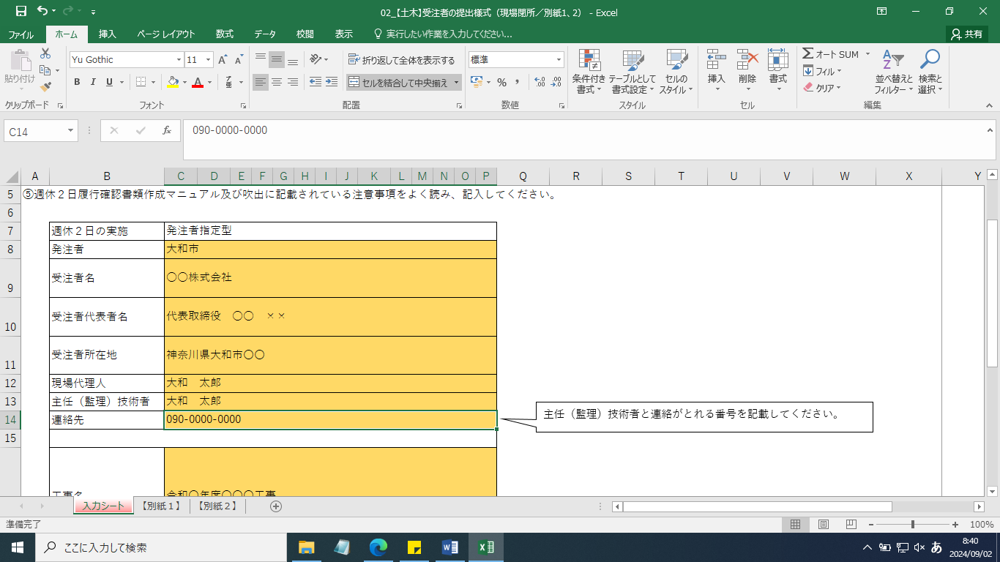 02_【土木】受注者の提出様式（現場閉所／別紙1、2） - Excel
ファイル ホーム 挿入 ページ レイアウト 数式 データ 校閲 表示 実行したい作業を入力してください... 共有
貼り付け
Yu Gothic 11
B I U
折り返して全体を表示する
セルを結合して中央揃え
標準
%
条件付き書式 テーブルとして書式設定 セルのスタイル
挿入 削除 書式
オート SUM
フィル
クリア
並べ替えとフィルター 検索と選択
クリップボード フォント 配置 数値 スタイル セル 編集
C14 fx 090-0000-0000
A B C D E F G H I J K L M N O P Q R S T U V W X Y
5 ⑤週休２日履行確認書類作成マニュアル及び吹出に記載されている注意事項をよく読み、記入してください。
6
7 週休２日の実施 発注者指定型
8 発注者 大和市
9 受注者名 〇〇株式会社
10 受注者代表者名 代表取締役　〇〇　××
11 受注者所在地 神奈川県大和市〇〇
12 現場代理人 大和　太郎
13 主任（監理）技術者 大和　太郎
14 連絡先 090-0000-0000
主任（監理）技術者と連絡がとれる番号を記載してください。
15
工事名 令和〇年度〇〇〇工事
入力シート 【別紙１】 【別紙２】
準備完了 100%
ここに入力して検索
あ
8:40
2024/09/02